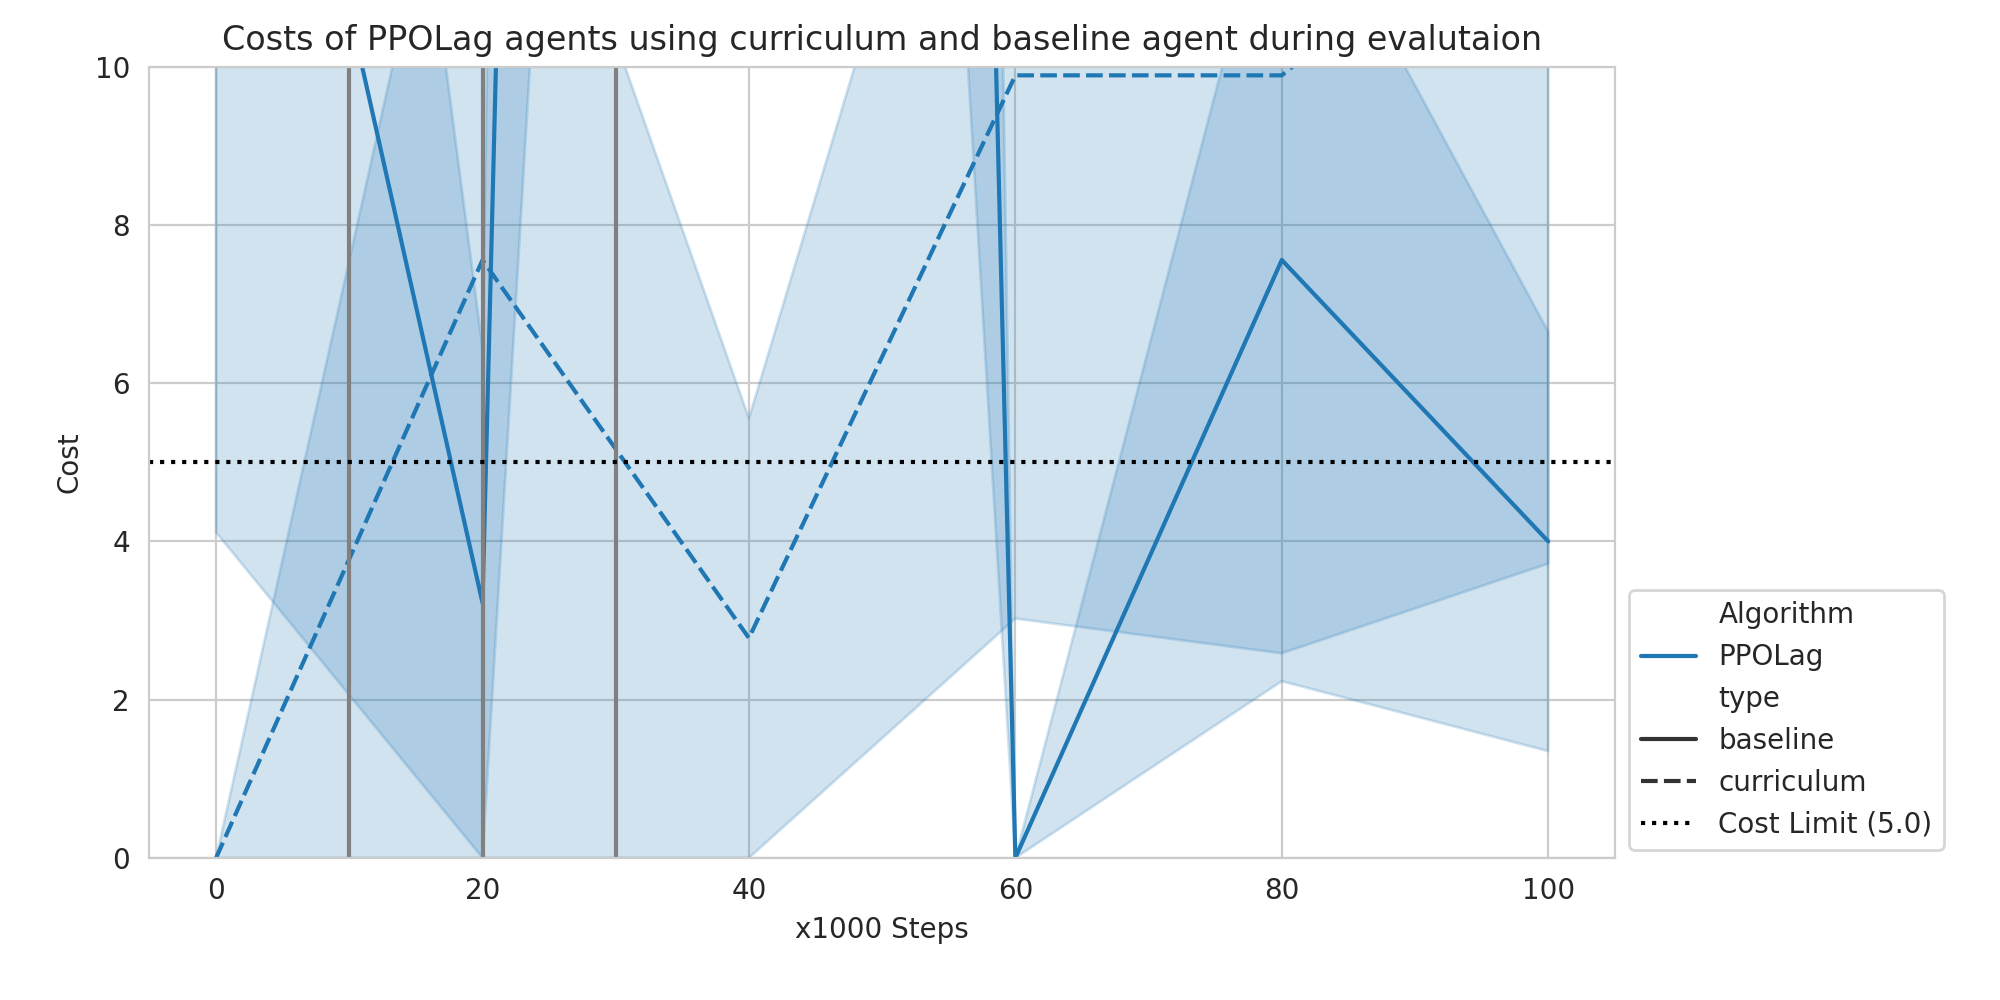 Costs of PPOLag agents using curriculum and baseline agent during evalutaion
10
8
6
4
2
0
Cost
0 20 40 60 80 100
x1000 Steps
Algorithm
PPOLag
type
baseline
curriculum
Cost Limit (5.0)